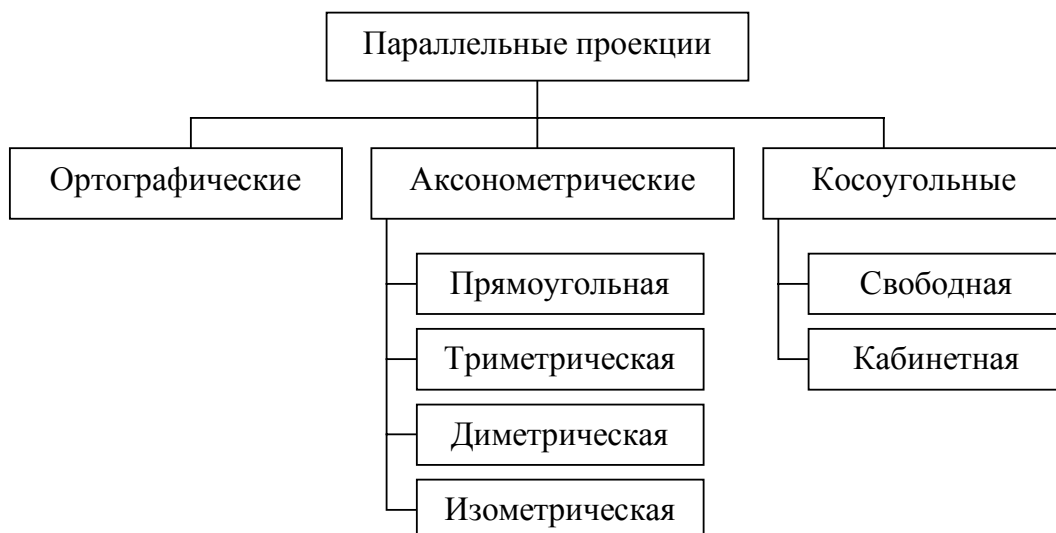 Параллельные проекции
Ортографические
Аксонометрические
Косоугольные
Прямоугольная
Свободная
Триметрическая
Кабинетная
Диметрическая
Изометрическая